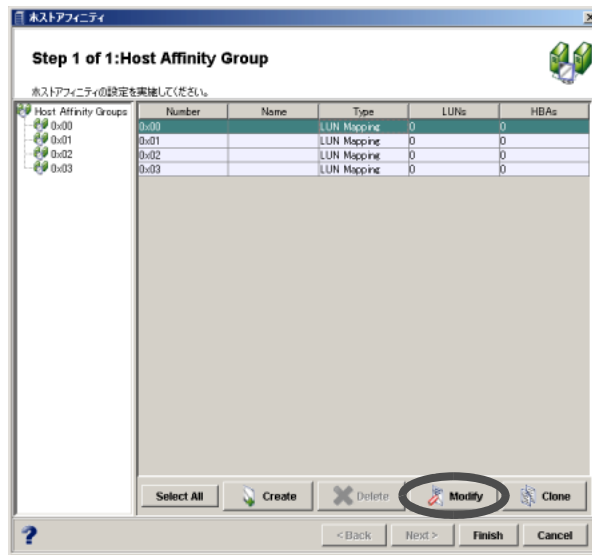 ホストアフィニティ
Step 1 of 1:Host Affinity Group
ホストアフィニティの設定を実施してください。
Host Affinity Groups
0x00
0x01
0x02
0x03
Number Name Type LUNs HBAs
0x00 LUN Mapping 0 0
0x01 LUN Mapping 0 0
0x02 LUN Mapping 0 0
0x03 LUN Mapping 0 0
Select All Create Delete Modify Clone
? < Back Next > Finish Cancel